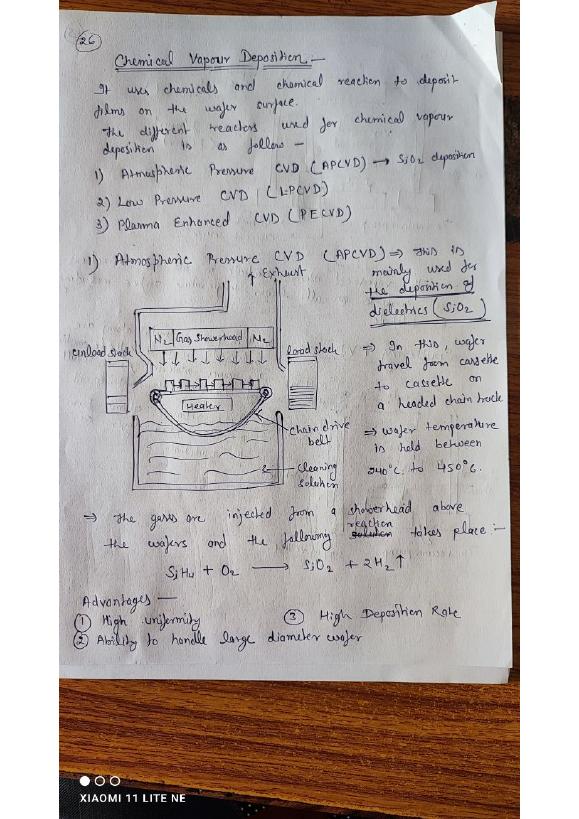 26
Chemical Vapour Deposition :-
It uses chemicals and chemical reaction to deposit
films on the wafer surface.
The different reactors used for chemical vapour
deposition is as follow -
1) Atmospheric Pressure CVD (APCVD) → SiO2 deposition
2) Low Pressure CVD (LPCVD)
3) Plasma Enhanced CVD (PECVD)
1) Atmospheric Pressure CVD (APCVD) ⇒ This is
mainly used for
the deposition of
dielectrics (SiO2)
↑ Exhust
N2 Gas Showerhead N2
unload stack
load stack
Heater
chain drive
belt
cleaning
solution
⇒ In this, wafer
travel from cassette
to cassette on
a headed chain track
⇒ wafer temperature
is held between
240°C to 450°C.
⇒ The gases are injected from a showerhead above
the wafers and the following reaction takes place :-
SiH4 + O2 ⟶ SiO2 + 2H2↑
Advantages —
① High uniformity
② Ability to handle large diameter wafer
③ High Deposition Rate
XIAOMI 11 LITE NE